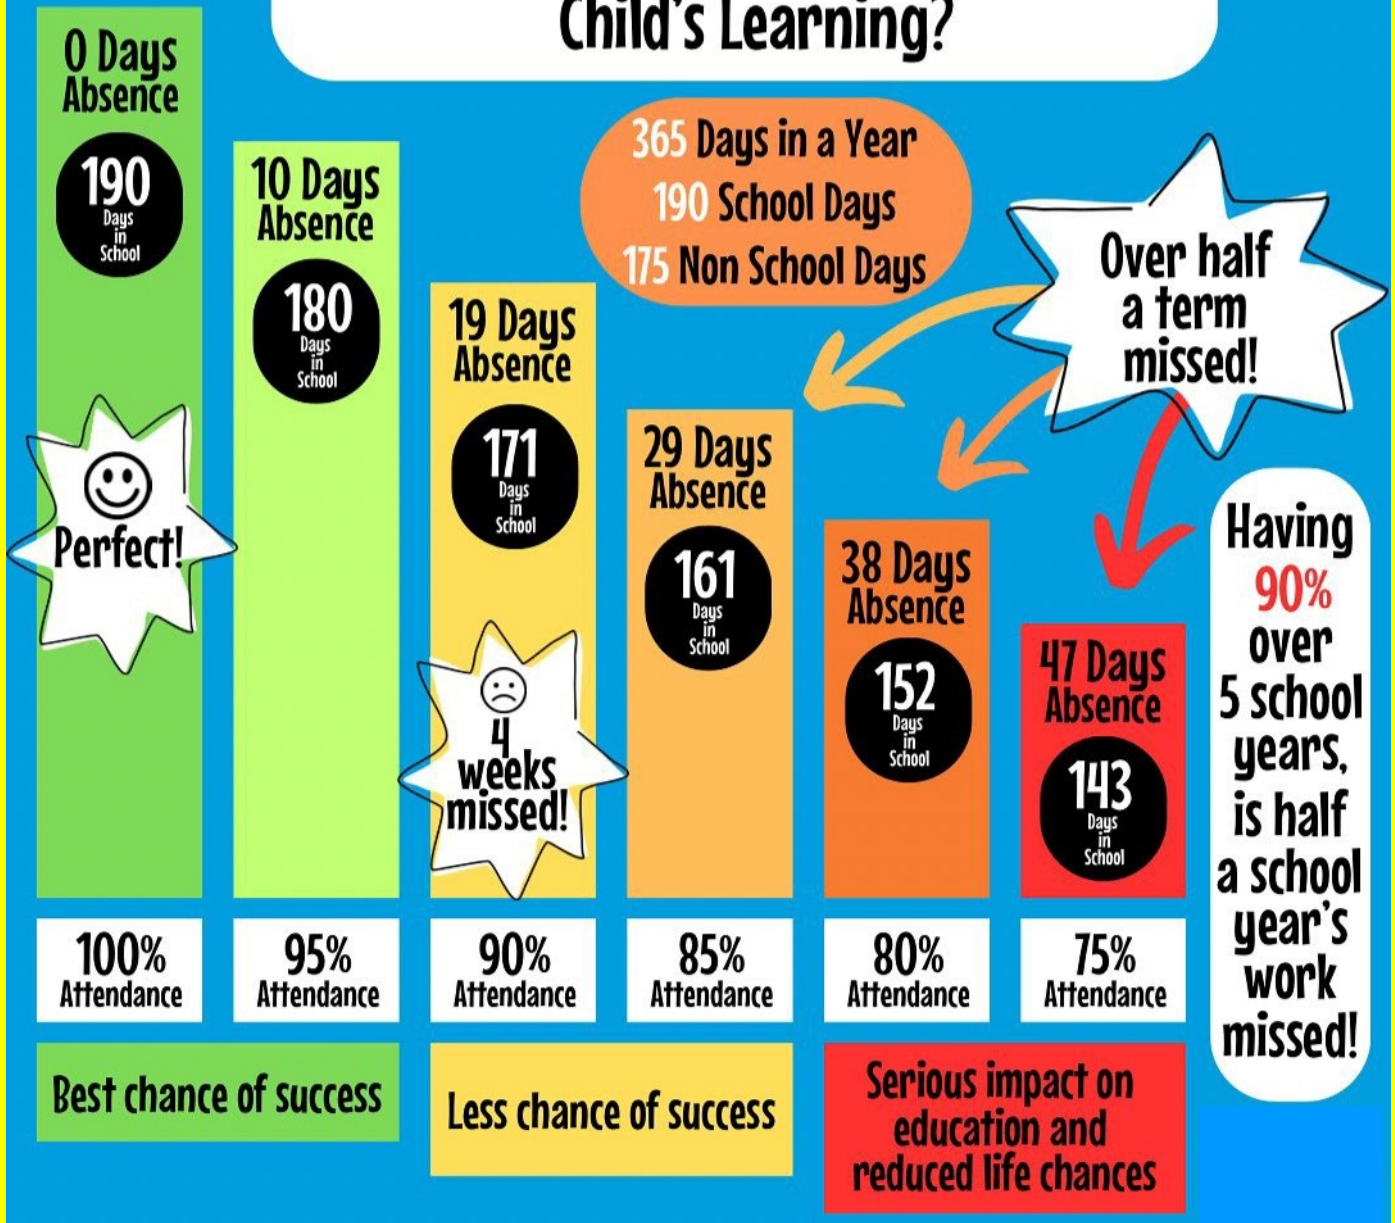 Child's Learning?
0 Days
Absence
190
Days
in
School
Perfect!
10 Days
Absence
180
Days
in
School
19 Days
Absence
171
Days
in
School
4
weeks
missed!
365 Days in a Year
190 School Days
175 Non School Days
29 Days
Absence
161
Days
in
School
38 Days
Absence
152
Days
in
School
47 Days
Absence
143
Days
in
School
Over half
a term
missed!
Having
90%
over
5 school
years,
is half
a school
year's
work
missed!
100%
Attendance
95%
Attendance
90%
Attendance
85%
Attendance
80%
Attendance
75%
Attendance
Best chance of success
Less chance of success
Serious impact on
education and
reduced life chances